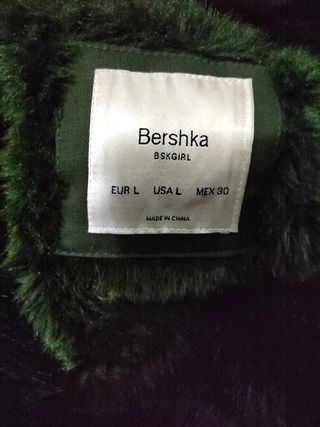 Bershka
BSKGIRL
EUR L USA L MEX 30
MADE IN CHINA